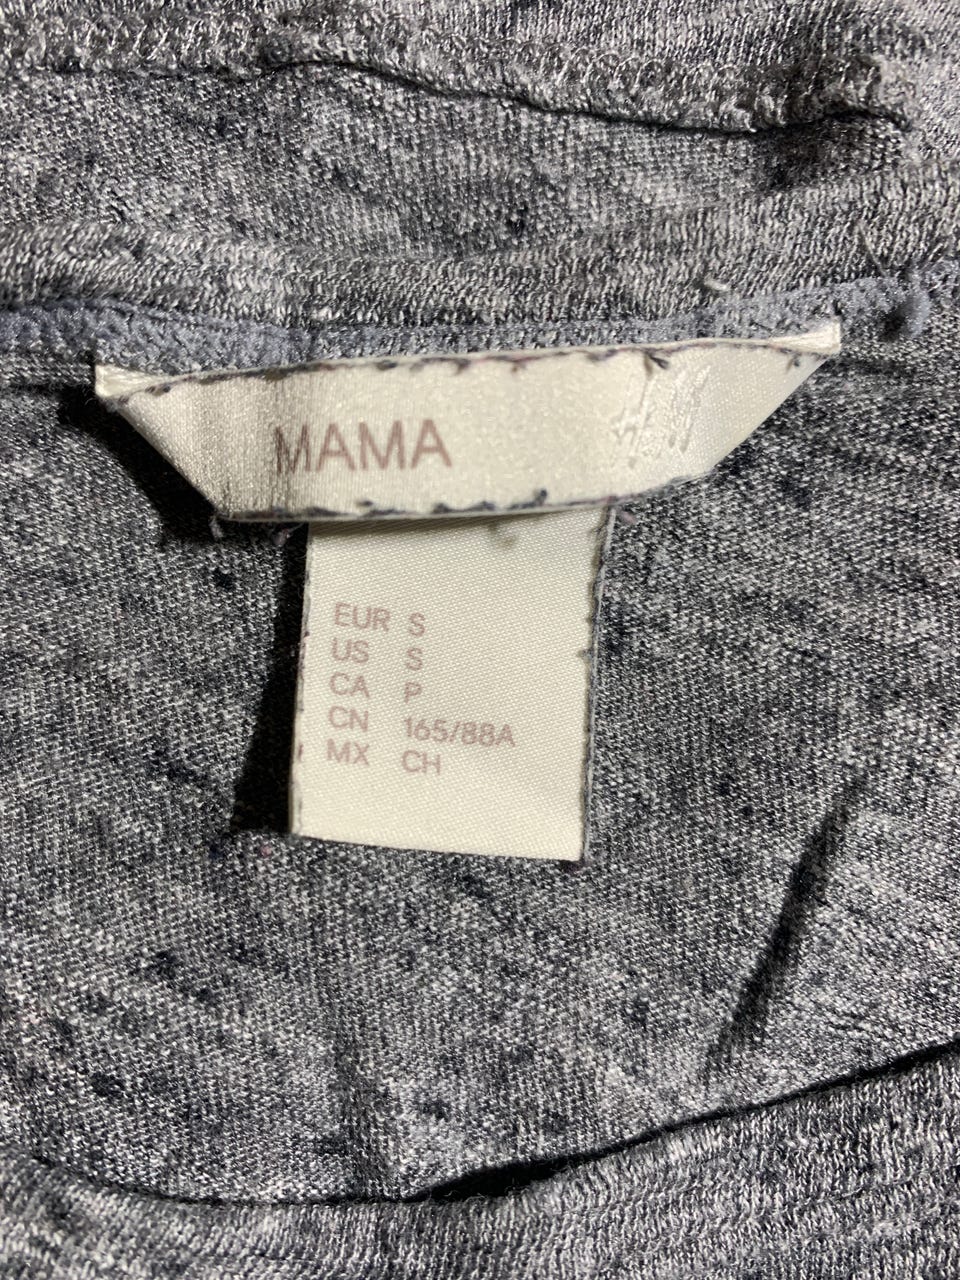 MAMA
H&M
EUR S
US S
CA P
CN 165/88A
MX CH